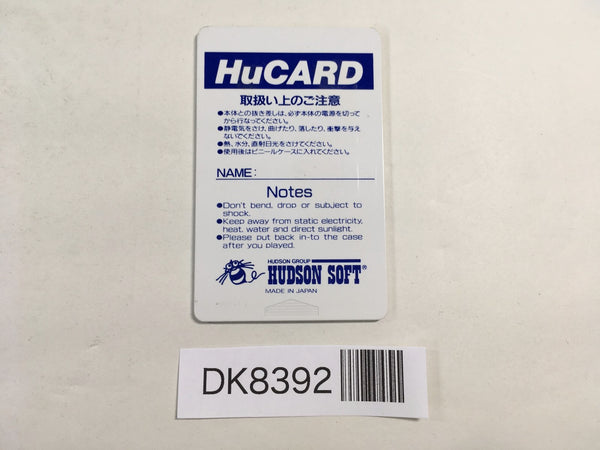 HuCARD
取扱い上のご注意
●本体との抜き差しは、必ず本体の電源を切って
から行なってください。
●静電気をさけ、曲げたり、落したり、衝撃を与え
ないでください。
●熱、水分、直射日光をさけてください。
●使用後はビニールケースに入れてください。
NAME:
Notes
●Don't bend, drop or subject to
shock.
●Keep away from static electricity,
heat, water and direct sunlight.
●Please put back in-to the case
after you played.
HUDSON GROUP
HUDSON SOFT®
MADE IN JAPAN
DK8392